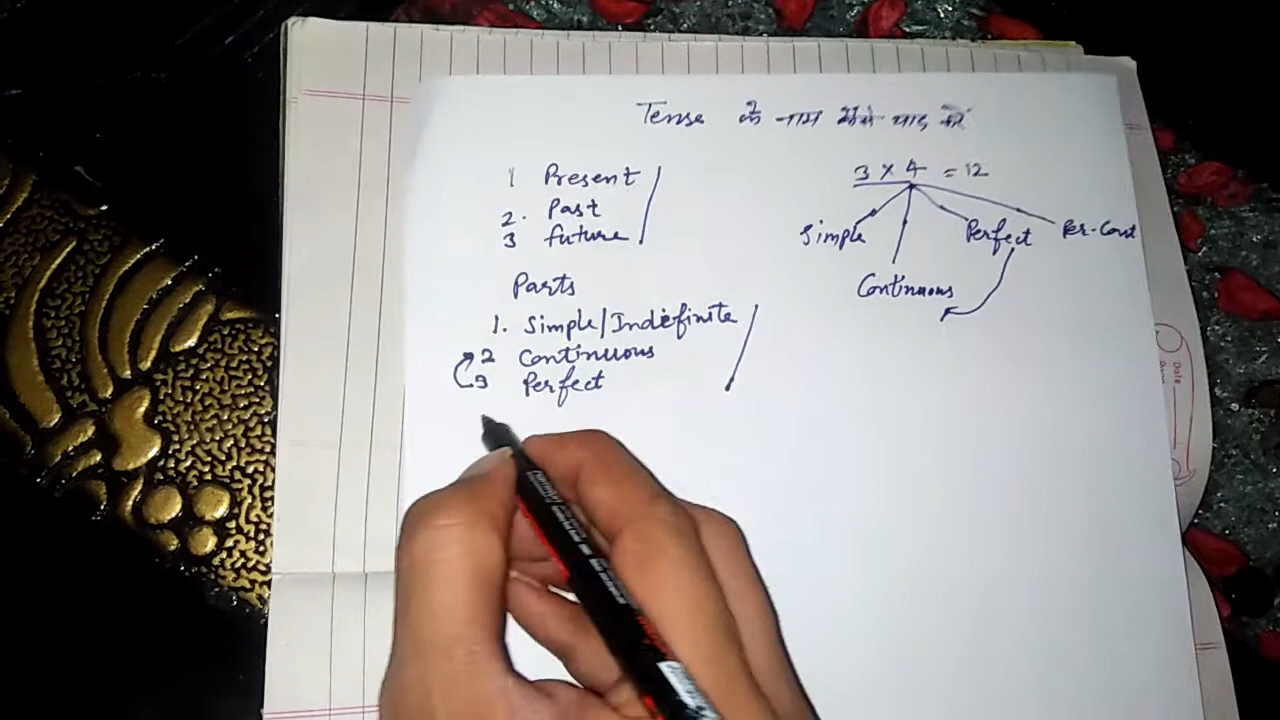 Tense के नाम कैसे याद करें
1 Present
2. Past
3 future
Parts
1. Simple/Indefinite
2 Continuous
3 Perfect
3 × 4 = 12
Simple
Continuous
Perfect
Per-Cont
Date